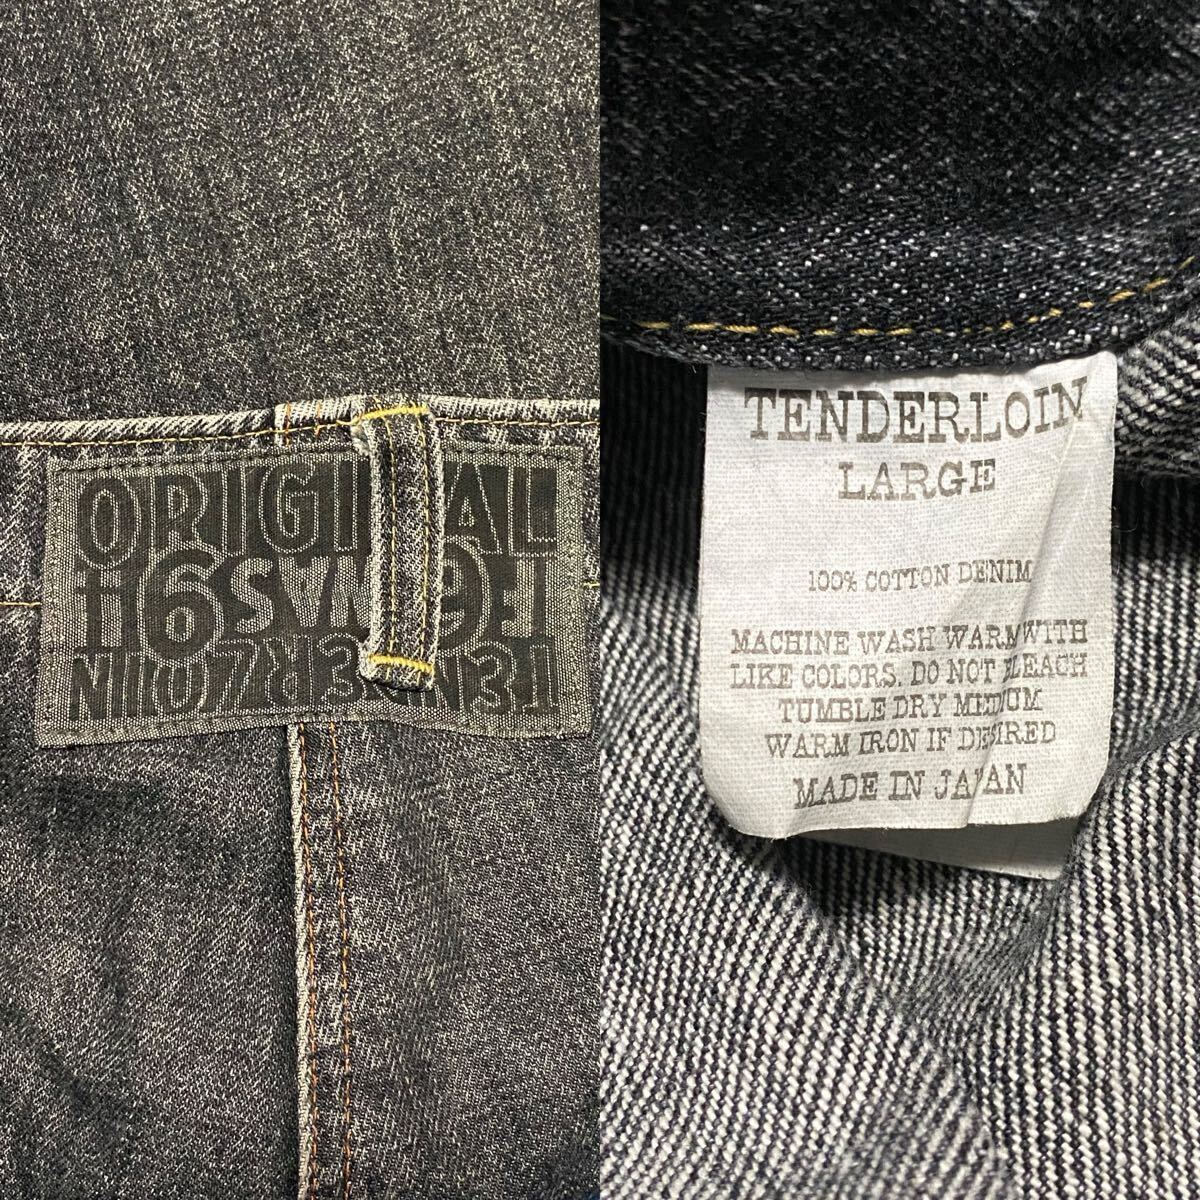 ORIGINAL
TENDERLOIN
LARGE
100% COTTON DENIM
MACHINE WASH WARM WITH
LIKE COLORS. DO NOT BLEACH
TUMBLE DRY MEDIUM
WARM IRON IF DESIRED
MADE IN JAPAN